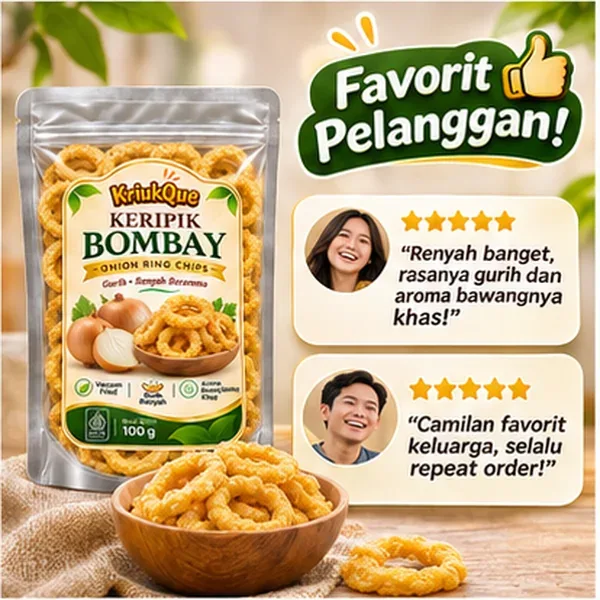 Favorit
Pelanggan!
KriukQue
KERIPIK
BOMBAY
ONION RING CHIPS
Gurih •
100 g
“Renyah banget,
rasanya gurih dan
aroma bawangnya
khas!”
“Camilan favorit
keluarga, selalu
repeat order!”